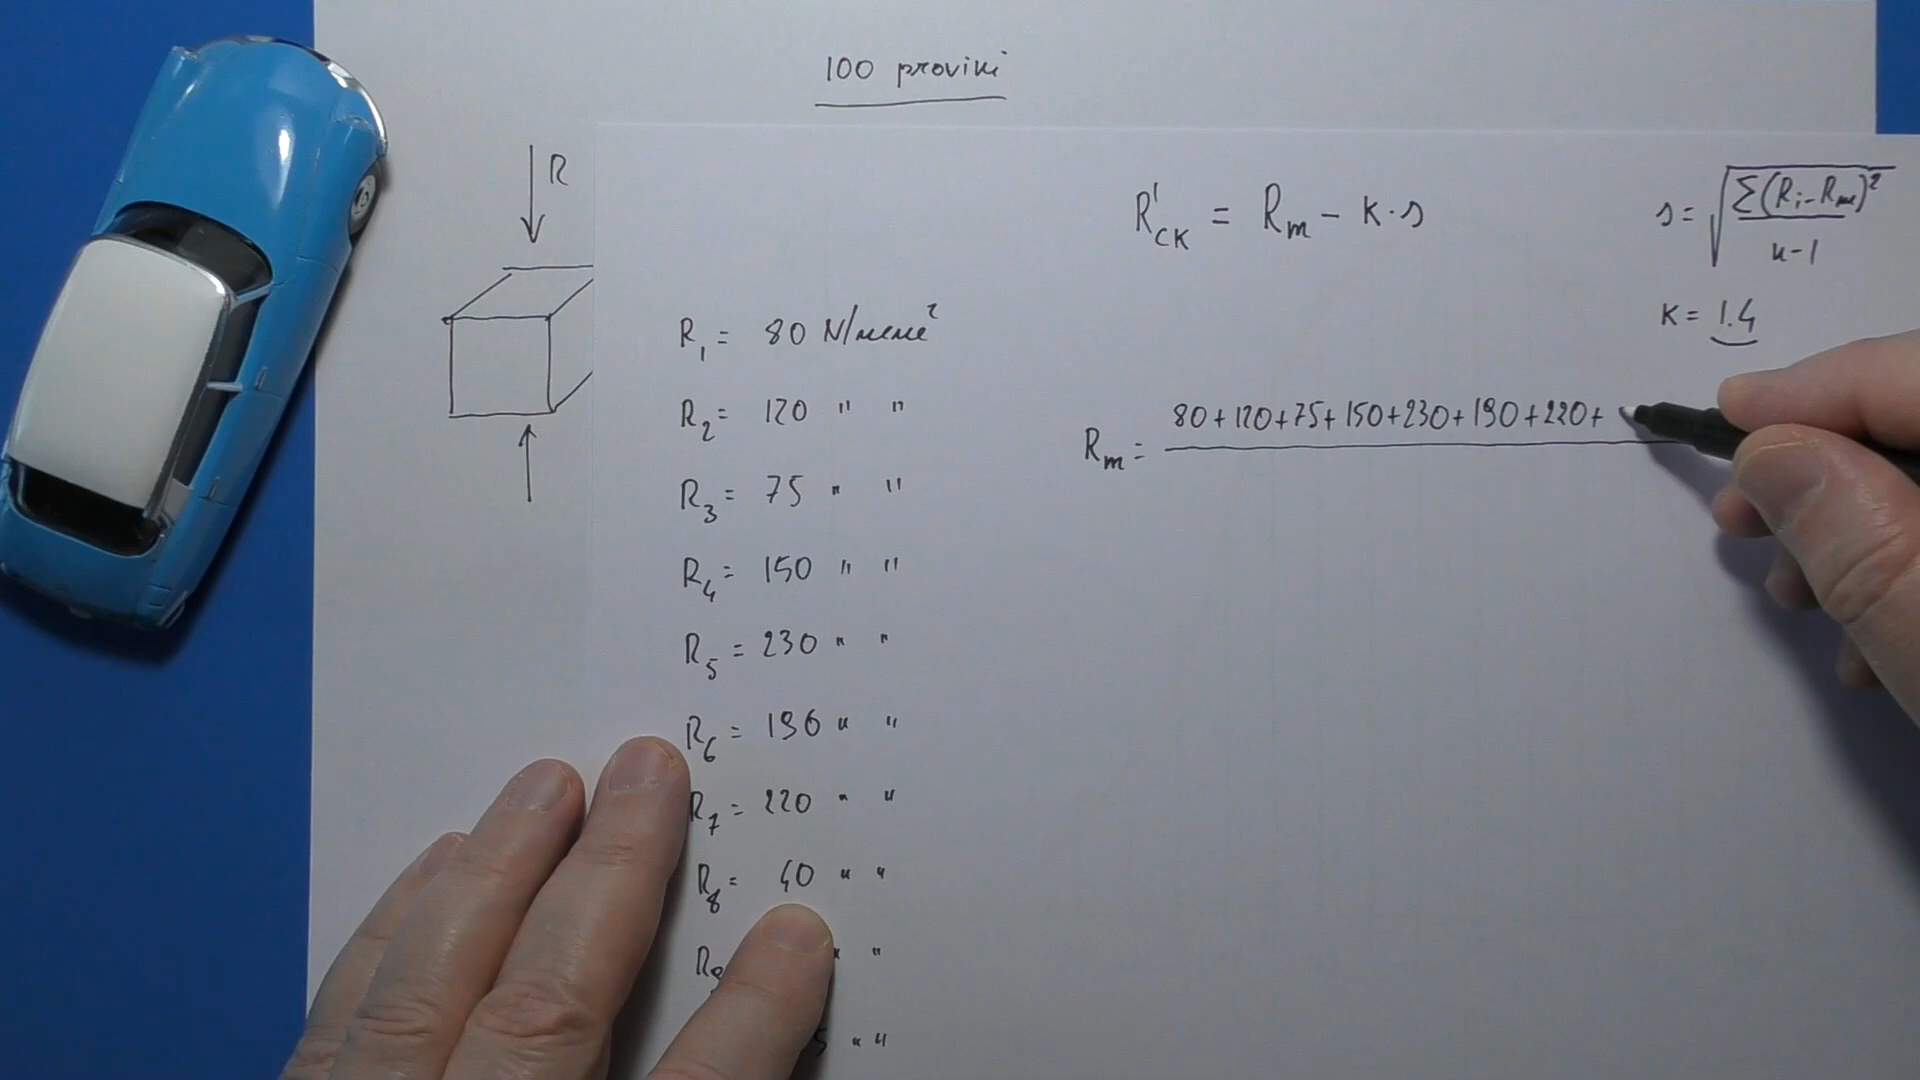 100 provini
R
R'CK = Rm - K·s
s = √(Σ(Ri - Rm)² / n-1)
K = 1.4
R1 = 80 N/mm²
R2 = 120 " "
R3 = 75 " "
R4 = 150 " "
R5 = 230 " "
R6 = 190 " "
R7 = 220 " "
R8 = 40 " "
" "
5 " "
Rm = 80+120+75+150+230+190+220+